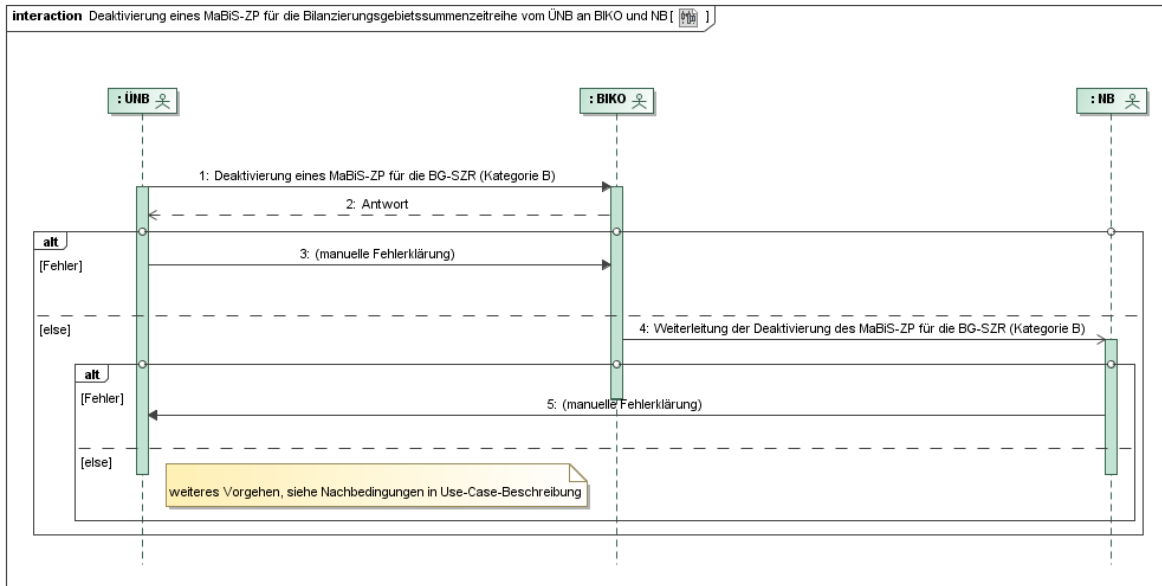 interaction Deaktivierung eines MaBiS-ZP für die Bilanzierungsgebietssummenzeitreihe vom ÜNB an BIKO und NB[ ]
: ÜNB
: BIKO
: NB
1: Deaktivierung eines MaBiS-ZP für die BG-SZR (Kategorie B)
2: Antwort
alt
[Fehler]
3: (manuelle Fehlerklärung)
[else]
4: Weiterleitung der Deaktivierung des MaBiS-ZP für die BG-SZR (Kategorie B)
alt
[Fehler]
5: (manuelle Fehlerklärung)
[else]
weiteres Vorgehen, siehe Nachbedingungen in Use-Case-Beschreibung